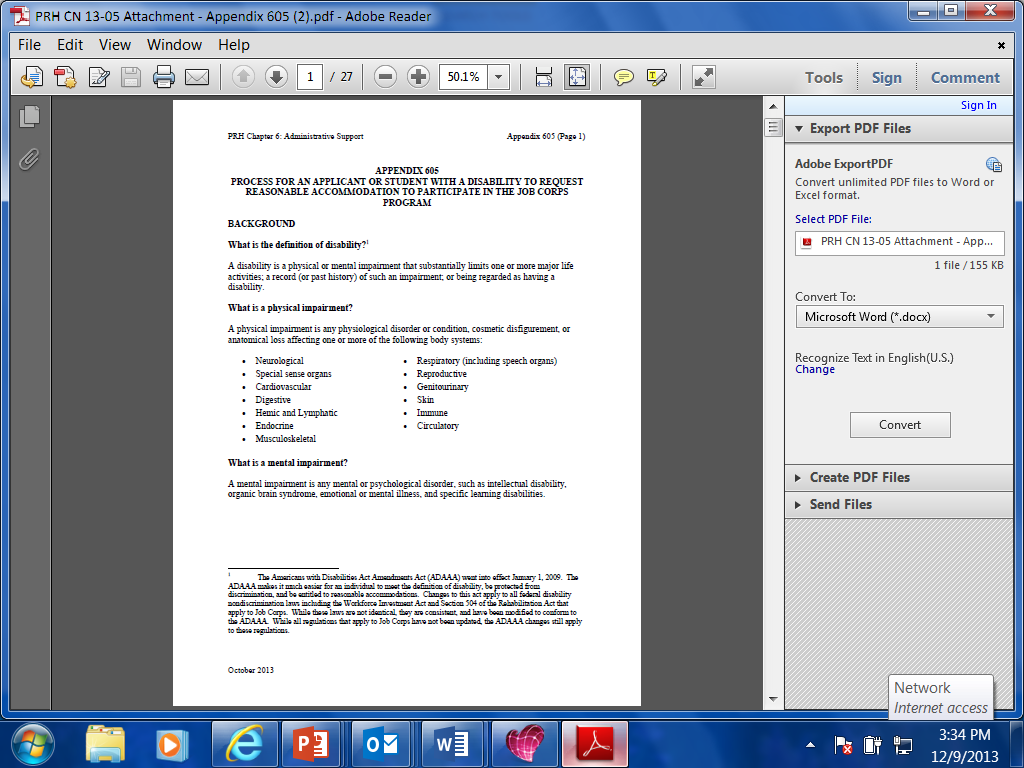 PRH CN 13-05 Attachment - Appendix 605 (2).pdf - Adobe Reader
File Edit View Window Help
1 / 27 50.1% Tools Sign Comment
Sign In
PRH Chapter 6: Administrative Support Appendix 605 (Page 1)
APPENDIX 605
PROCESS FOR AN APPLICANT OR STUDENT WITH A DISABILITY TO REQUEST
REASONABLE ACCOMMODATION TO PARTICIPATE IN THE JOB CORPS
PROGRAM
BACKGROUND
What is the definition of disability?1
A disability is a physical or mental impairment that substantially limits one or more major life
activities; a record (or past history) of such an impairment; or being regarded as having a
disability.
What is a physical impairment?
A physical impairment is any physiological disorder or condition, cosmetic disfigurement, or
anatomical loss affecting one or more of the following body systems:
• Neurological
• Special sense organs
• Cardiovascular
• Digestive
• Hemic and Lymphatic
• Endocrine
• Musculoskeletal
• Respiratory (including speech organs)
• Reproductive
• Genitourinary
• Skin
• Immune
• Circulatory
What is a mental impairment?
A mental impairment is any mental or psychological disorder, such as intellectual disability,
organic brain syndrome, emotional or mental illness, and specific learning disabilities.
1 The Americans with Disabilities Act Amendments Act (ADAAA) went into effect January 1, 2009. The
ADAAA makes it much easier for an individual to meet the definition of disability, be protected from
discrimination, and be entitled to reasonable accommodations. Changes to this act apply to all federal disability
nondiscrimination laws including the Workforce Investment Act and Section 504 of the Rehabilitation Act that
apply to Job Corps. While these laws are not identical, they are consistent, and have been modified to conform to
the ADAAA. While all regulations that apply to Job Corps have not been updated, the ADAAA changes still apply
to these regulations.
October 2013
Export PDF Files
Adobe ExportPDF
Convert unlimited PDF files to Word or
Excel format.
Select PDF File:
PRH CN 13-05 Attachment - App...
1 file / 155 KB
Convert To:
Microsoft Word (*.docx)
Recognize Text in English(U.S.)
Change
Convert
Create PDF Files
Send Files
Network
Internet access
3:34 PM
12/9/2013